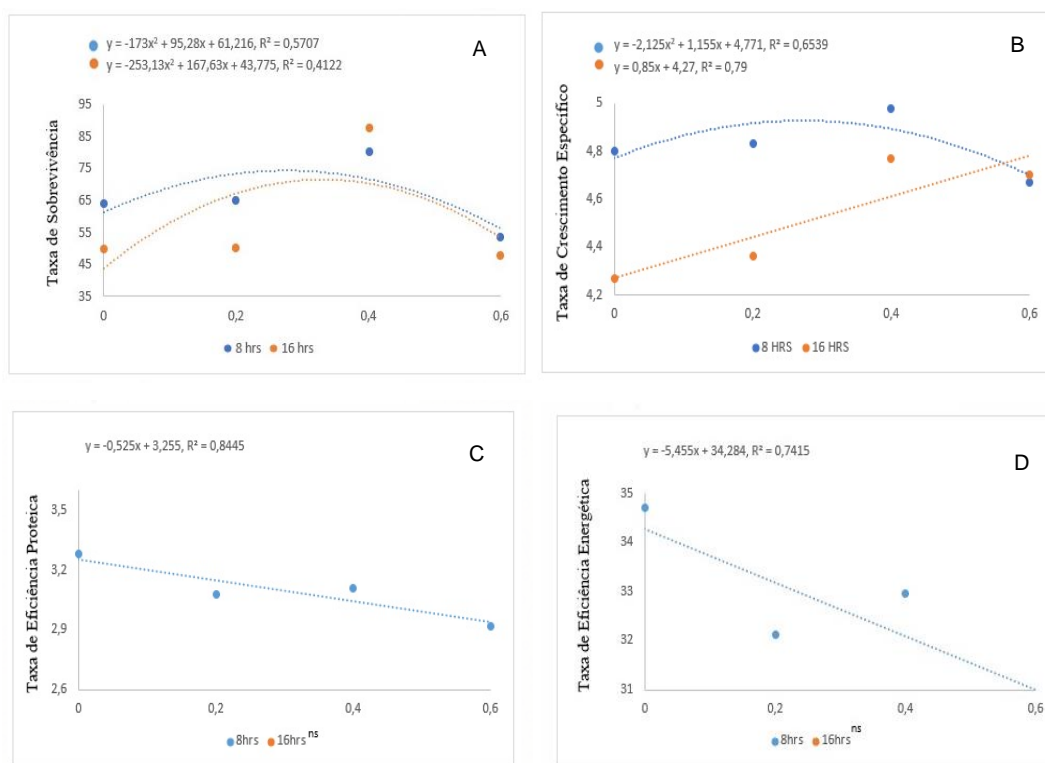 y = -173x² + 95,28x + 61,216, R² = 0,5707
y = -253,13x² + 167,63x + 43,775, R² = 0,4122
A
Taxa de Sobrevivência
95
85
75
65
55
45
35
0 0,2 0,4 0,6
8 hrs 16 hrs
y = -2,125x² + 1,155x + 4,771, R² = 0,6539
y = 0,85x + 4,27, R² = 0,79
B
Taxa de Crescimento Específico
5
4,8
4,6
4,4
4,2
0 0,2 0,4 0,6
8 HRS 16 HRS
y = -0,525x + 3,255, R² = 0,8445
C
Taxa de Eficiência Proteica
3,5
3,2
2,9
2,6
0 0,2 0,4 0,6
8hrs 16hrs ns
y = -5,455x + 34,284, R² = 0,7415
D
Taxa de Eficiência Energética
35
34
33
32
31
0 0,2 0,4 0,6
8hrs 16hrs ns